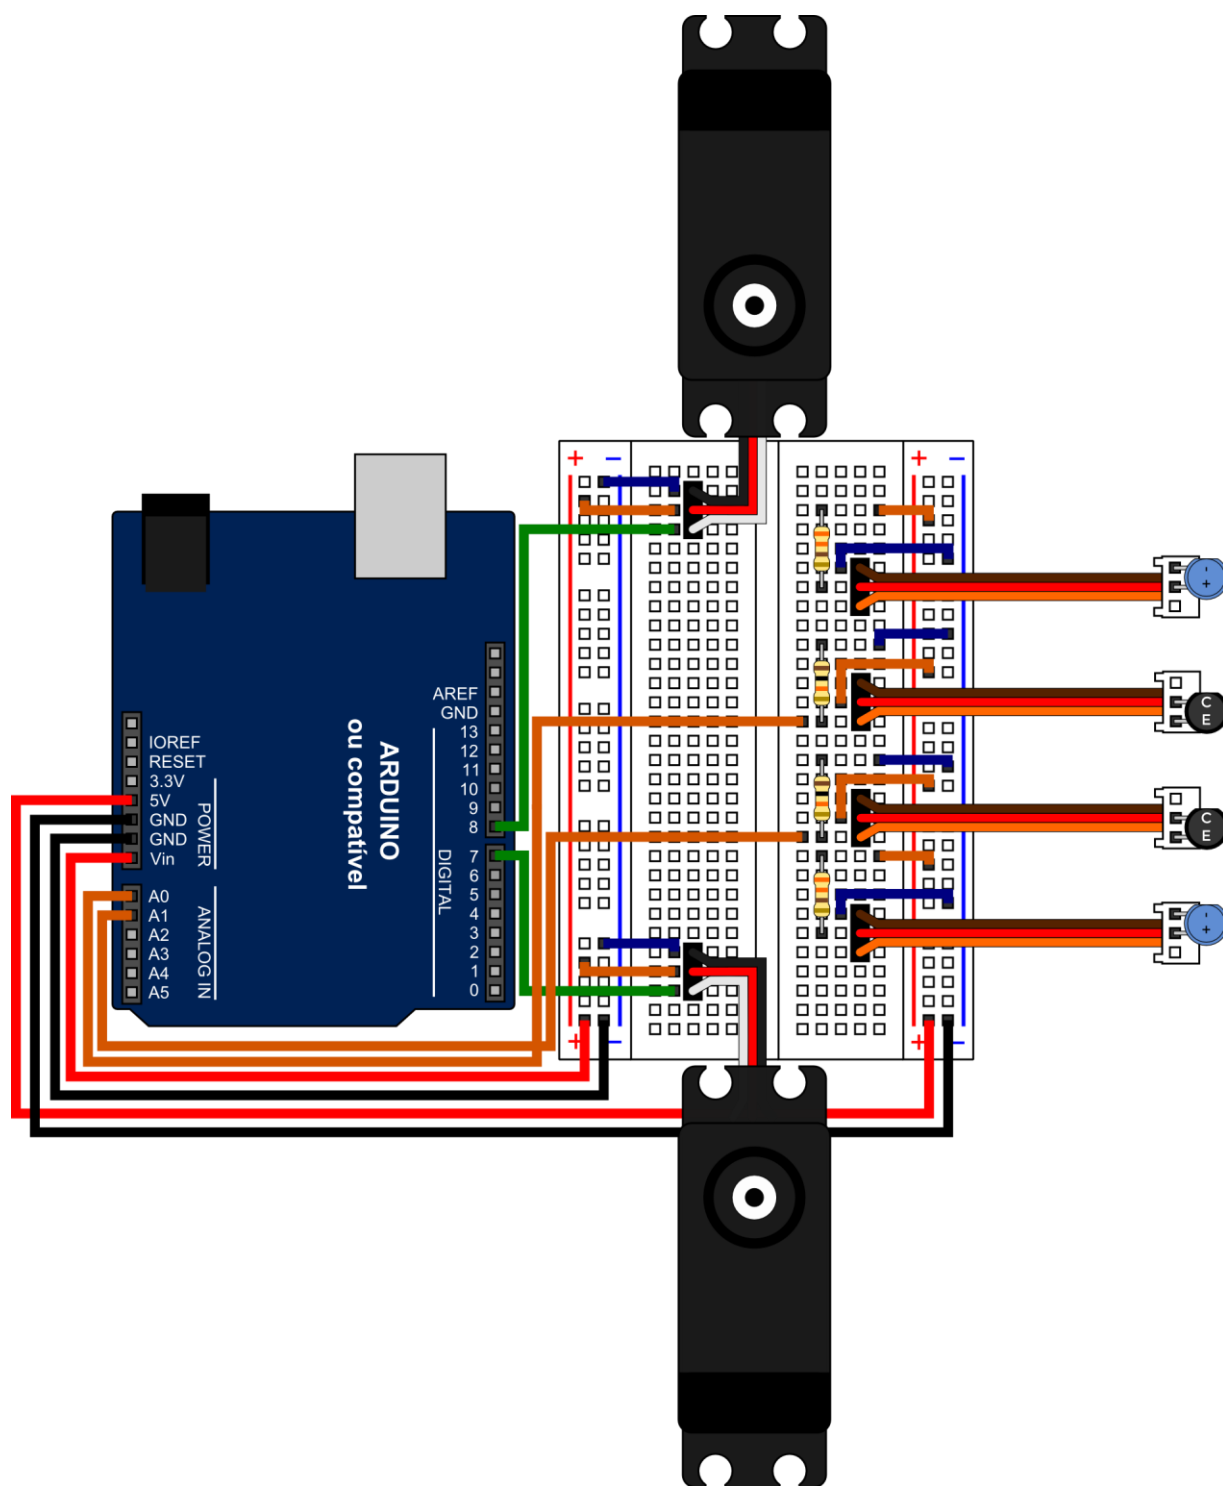 + −
+ −
- +
AREF
GND
13
12
11
10
9
8
7
6
5
4
3
2
1
0
DIGITAL
ARDUINO
ou compatível
IOREF
RESET
3.3V
5V
GND
GND
Vin
POWER
A0
A1
A2
A3
A4
A5
ANALOG IN
C
E
C
E
- +
+ −
+ −